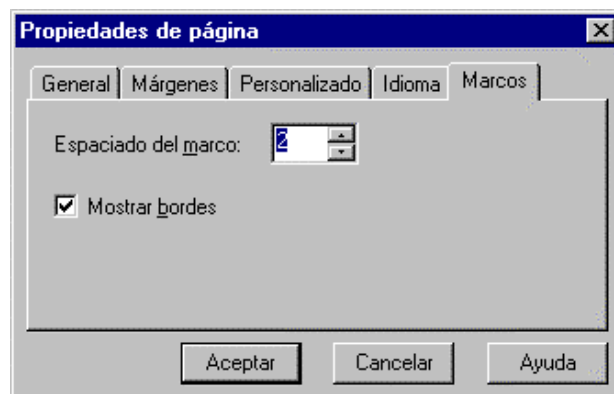 Propiedades de página
General Márgenes Personalizado Idioma Marcos
Espaciado del marco: 2
Mostrar bordes
Aceptar Cancelar Ayuda